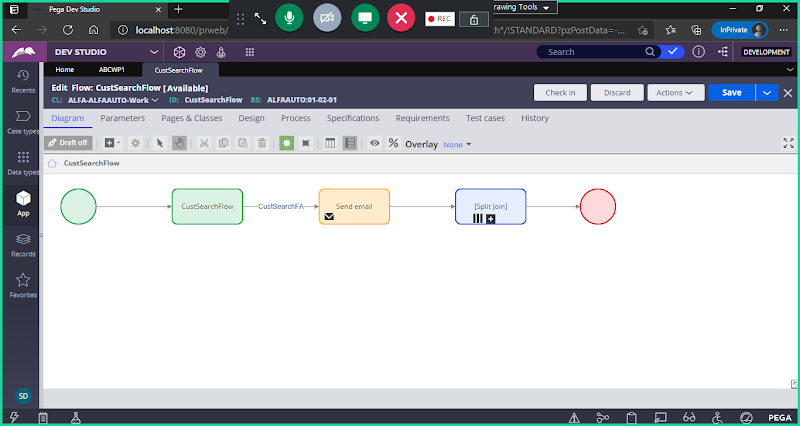 Pega Dev Studio
rawing Tools
REC
localhost:8080/prweb/
h*/!STANDARD?pzPostData=-...
InPrivate
DEV STUDIO
Search
DEVELOPMENT
Home
ABCWP1
CustSearchFlow
Recents
Case types
Data types
App
Records
Favorites
SD
Edit Flow: CustSearchFlow [Available]
CL: ALFA-ALFAAUTO-Work
ID: CustSearchFlow
RS: ALFAAUTO:01-02-01
Check in
Discard
Actions
Save
Diagram
Parameters
Pages & Classes
Design
Process
Specifications
Requirements
Test cases
History
Draft off
Overlay
None
CustSearchFlow
CustSearchFlow
CustSearchFA
Send email
[Split Join]
PEGA